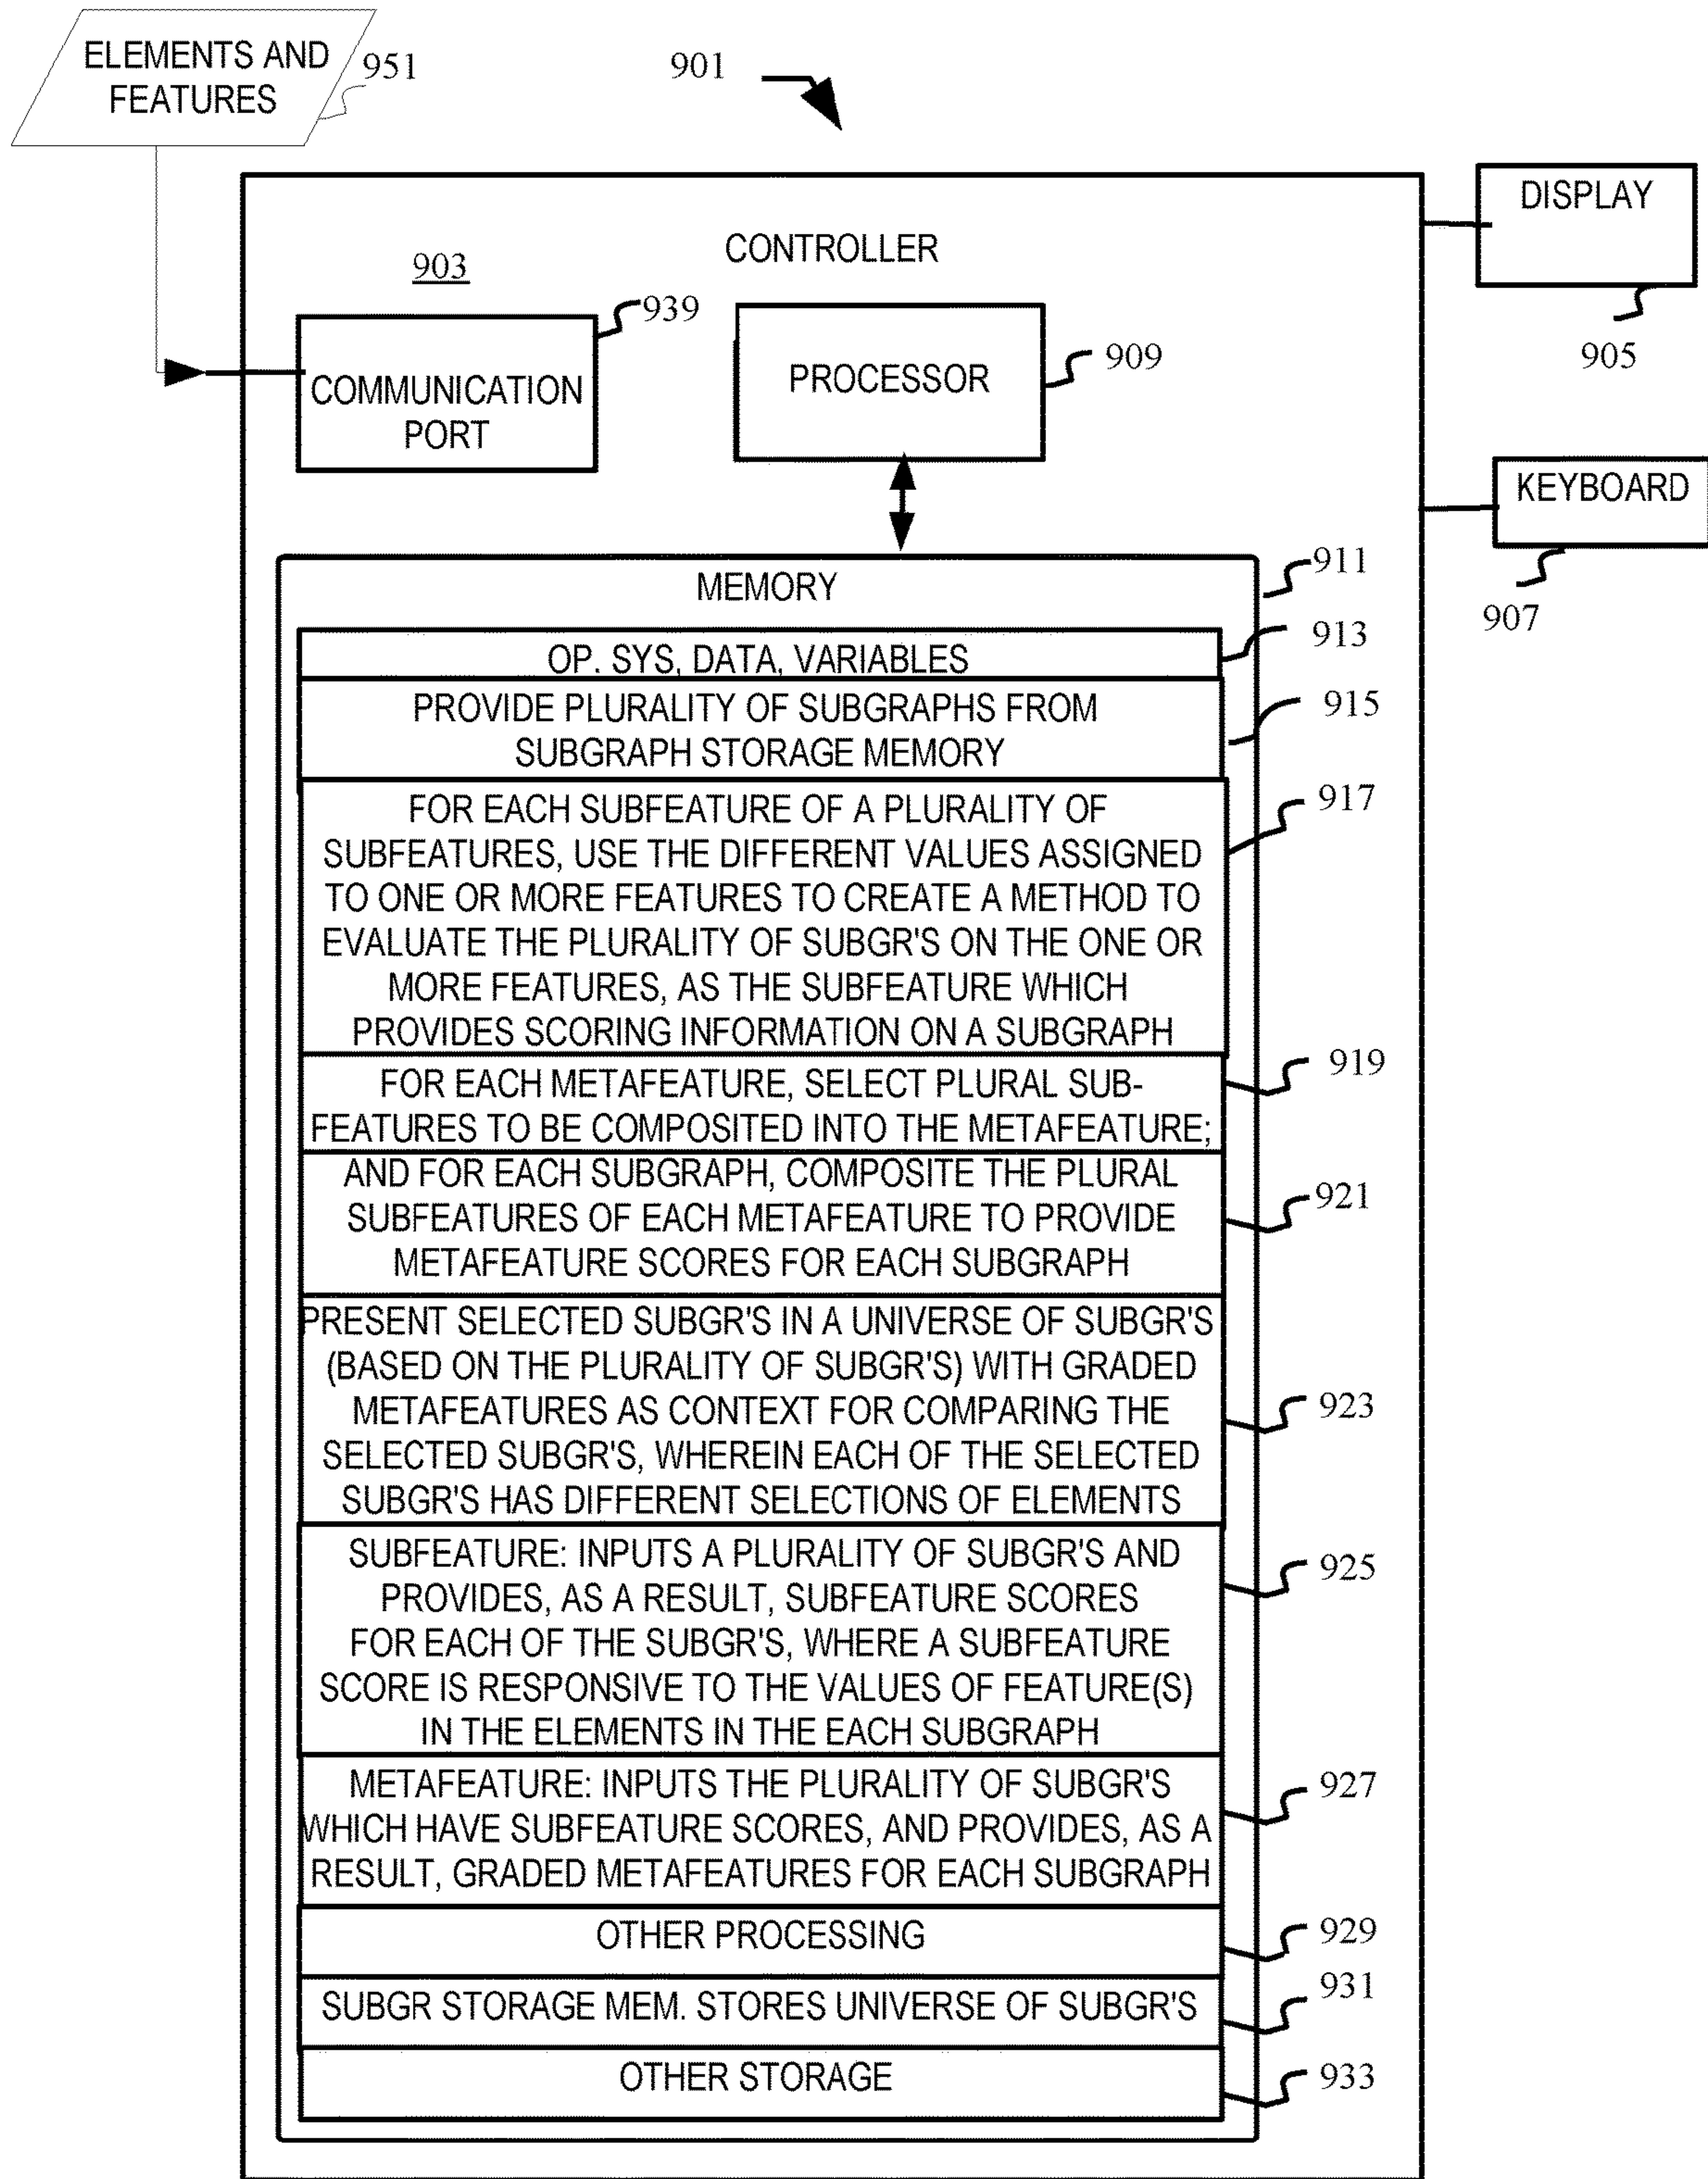 ELEMENTS AND
FEATURES
951
901
DISPLAY
905
CONTROLLER
903
939
COMMUNICATION
PORT
PROCESSOR
909
KEYBOARD
907
MEMORY
911
OP. SYS, DATA, VARIABLES
913
PROVIDE PLURALITY OF SUBGRAPHS FROM
SUBGRAPH STORAGE MEMORY
915
FOR EACH SUBFEATURE OF A PLURALITY OF
SUBFEATURES, USE THE DIFFERENT VALUES ASSIGNED
TO ONE OR MORE FEATURES TO CREATE A METHOD TO
EVALUATE THE PLURALITY OF SUBGR'S ON THE ONE OR
MORE FEATURES, AS THE SUBFEATURE WHICH
PROVIDES SCORING INFORMATION ON A SUBGRAPH
917
FOR EACH METAFEATURE, SELECT PLURAL SUB-
FEATURES TO BE COMPOSITED INTO THE METAFEATURE;
919
AND FOR EACH SUBGRAPH, COMPOSITE THE PLURAL
SUBFEATURES OF EACH METAFEATURE TO PROVIDE
METAFEATURE SCORES FOR EACH SUBGRAPH
921
PRESENT SELECTED SUBGR'S IN A UNIVERSE OF SUBGR'S
(BASED ON THE PLURALITY OF SUBGR'S) WITH GRADED
METAFEATURES AS CONTEXT FOR COMPARING THE
SELECTED SUBGR'S, WHEREIN EACH OF THE SELECTED
SUBGR'S HAS DIFFERENT SELECTIONS OF ELEMENTS
923
SUBFEATURE: INPUTS A PLURALITY OF SUBGR'S AND
PROVIDES, AS A RESULT, SUBFEATURE SCORES
FOR EACH OF THE SUBGR'S, WHERE A SUBFEATURE
SCORE IS RESPONSIVE TO THE VALUES OF FEATURE(S)
IN THE ELEMENTS IN THE EACH SUBGRAPH
925
METAFEATURE: INPUTS THE PLURALITY OF SUBGR'S
WHICH HAVE SUBFEATURE SCORES, AND PROVIDES, AS A
RESULT, GRADED METAFEATURES FOR EACH SUBGRAPH
927
OTHER PROCESSING
929
SUBGR STORAGE MEM. STORES UNIVERSE OF SUBGR'S
931
OTHER STORAGE
933